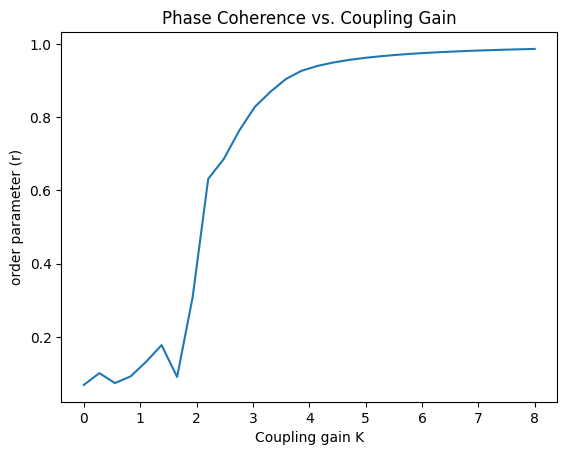 Phase Coherence vs. Coupling Gain
order parameter (r)
1.0
0.8
0.6
0.4
0.2
0 1 2 3 4 5 6 7 8
Coupling gain K